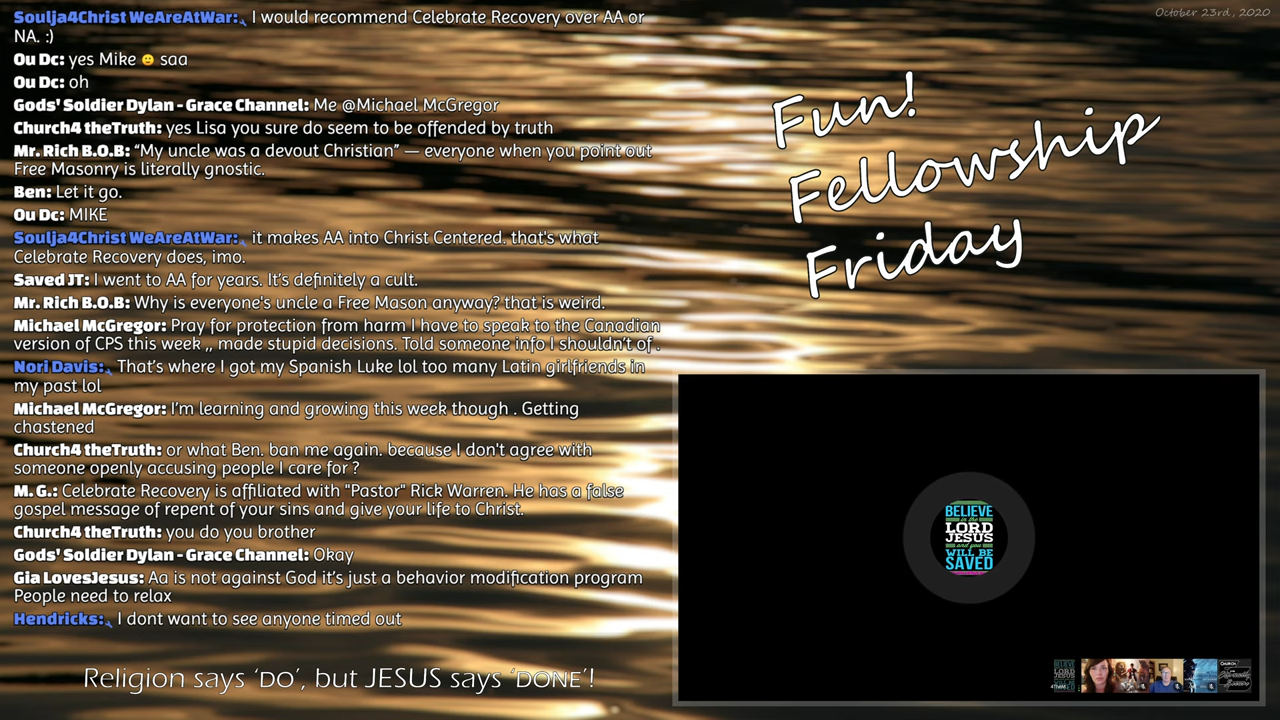 Soulja4Christ WeAreAtWar: I would recommend Celebrate Recovery over AA or
NA. :)
Ou Dc: yes Mike 🙂 saa
Ou Dc: oh
Gods' Soldier Dylan - Grace Channel: Me @Michael McGregor
Church4 theTruth: yes Lisa you sure do seem to be offended by truth
Mr. Rich B.O.B: “My uncle was a devout Christian” — everyone when you point out
Free Masonry is literally gnostic.
Ben: Let it go.
Ou Dc: MIKE
Soulja4Christ WeAreAtWar: it makes AA into Christ Centered. that's what
Celebrate Recovery does, imo.
Saved JT: I went to AA for years. It’s definitely a cult.
Mr. Rich B.O.B: Why is everyone's uncle a Free Mason anyway? that is weird.
Michael McGregor: Pray for protection from harm I have to speak to the Canadian
version of CPS this week ,, made stupid decisions. Told someone info I shouldn’t of .
Nori Davis: That’s where I got my Spanish Luke lol too many Latin girlfriends in
my past lol
Michael McGregor: I’m learning and growing this week though . Getting
chastened
Church4 theTruth: or what Ben. ban me again. because I don't agree with
someone openly accusing people I care for ?
M. G.: Celebrate Recovery is affiliated with "Pastor" Rick Warren. He has a false
gospel message of repent of your sins and give your life to Christ.
Church4 theTruth: you do you brother
Gods' Soldier Dylan - Grace Channel: Okay
Gia LovesJesus: Aa is not against God it’s just a behavior modification program
People need to relax
Hendricks: I dont want to see anyone timed out
Religion says ‘DO’, but JESUS says ‘DONE’!
October 23rd, 2020
Fun!
Fellowship
Friday
BELIEVE
in the
LORD
JESUS
and you
WILL BE
SAVED